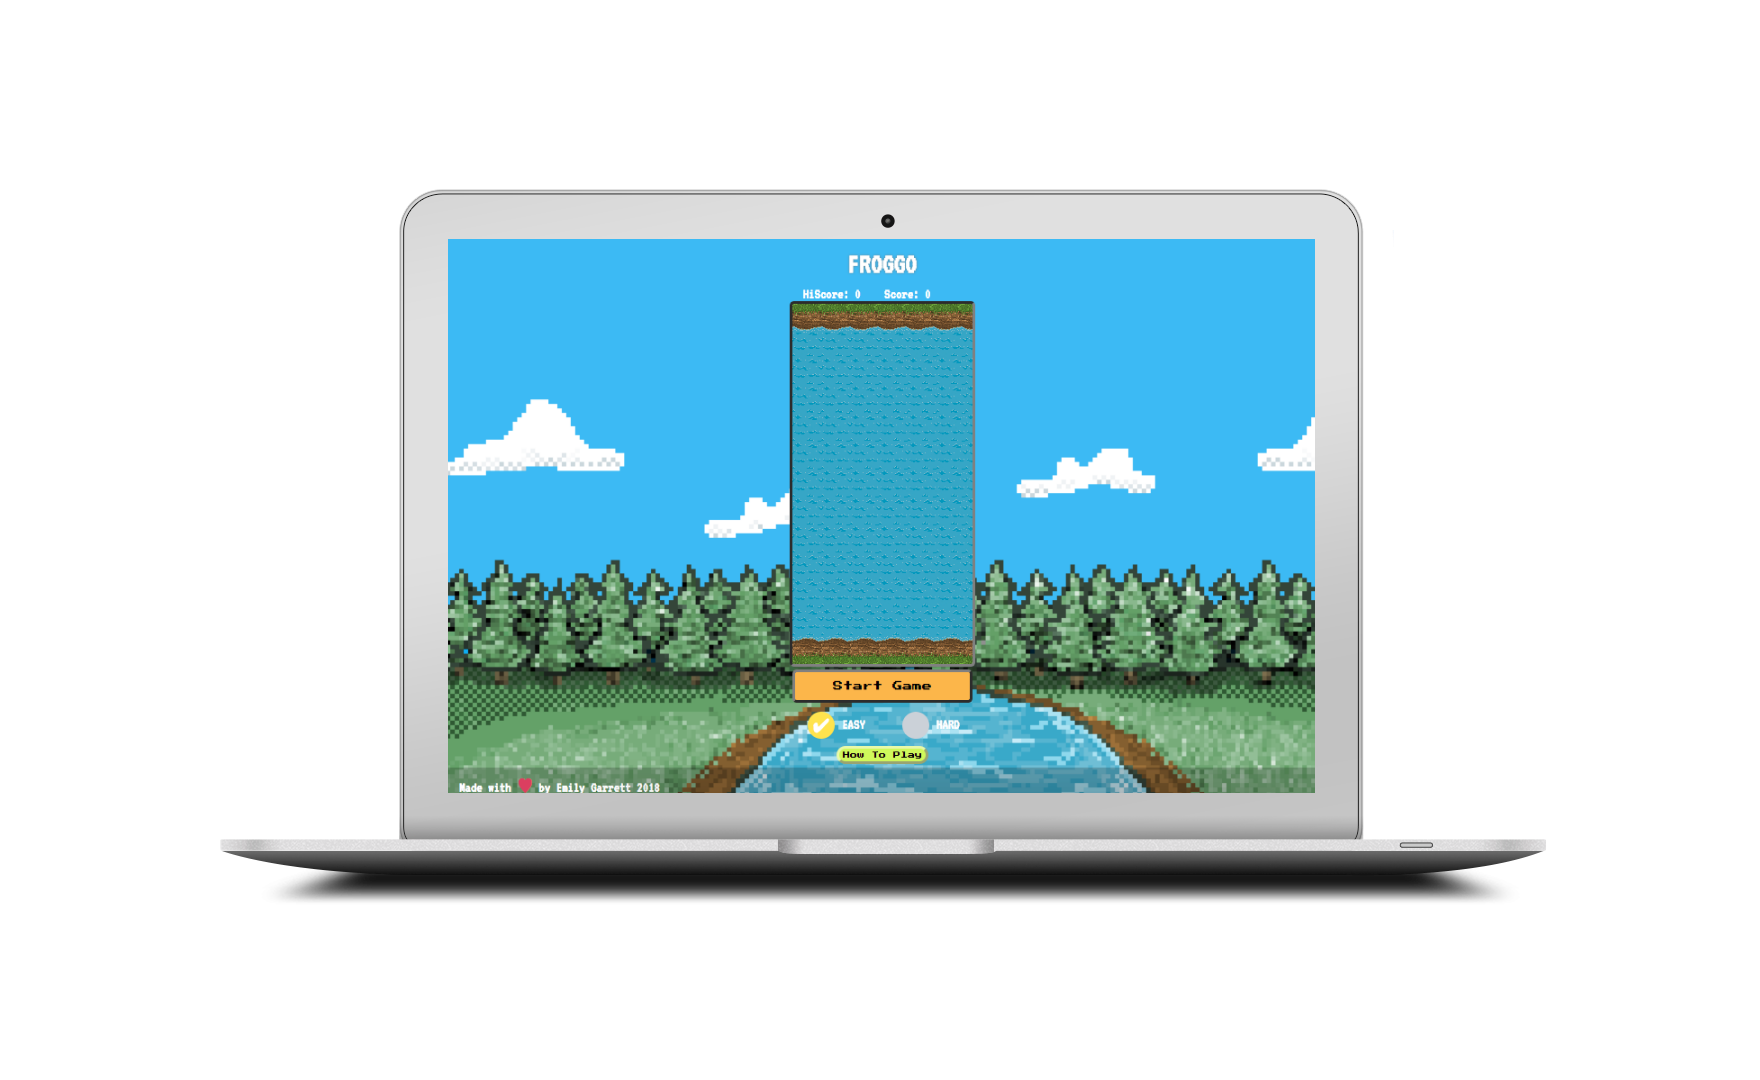 FROGGO
HiScore: 0 Score: 0
Start Game
EASY HARD
How To Play
Made with ♥ by Emily Garrett 2018